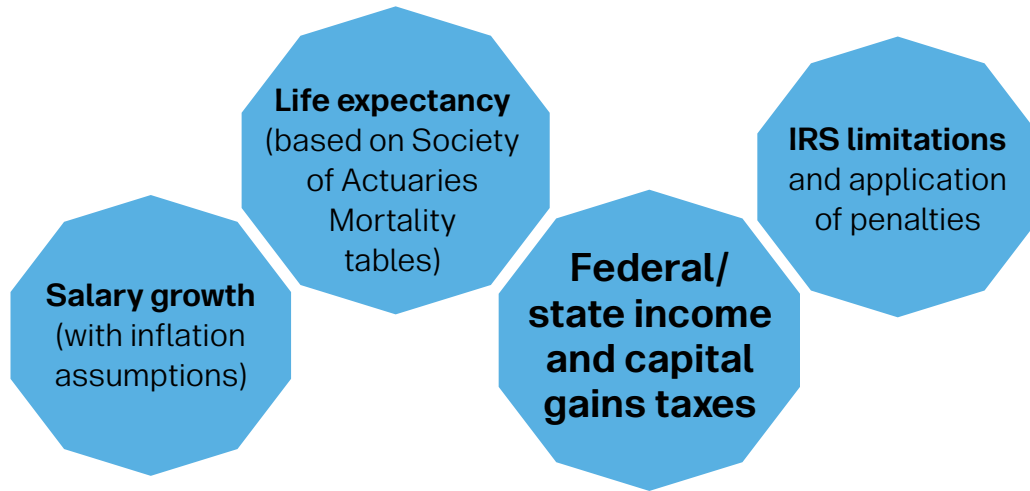 Salary growth
(with inflation
assumptions)
Life expectancy
(based on Society
of Actuaries
Mortality
tables)
Federal/
state income
and capital
gains taxes
IRS limitations
and application
of penalties